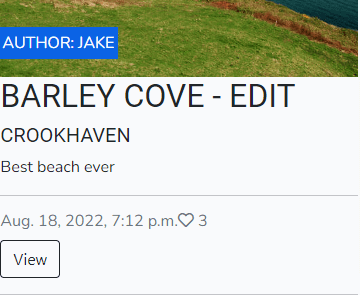 AUTHOR: JAKE
BARLEY COVE - EDIT
CROOKHAVEN
Best beach ever
Aug. 18, 2022, 7:12 p.m. 3
View